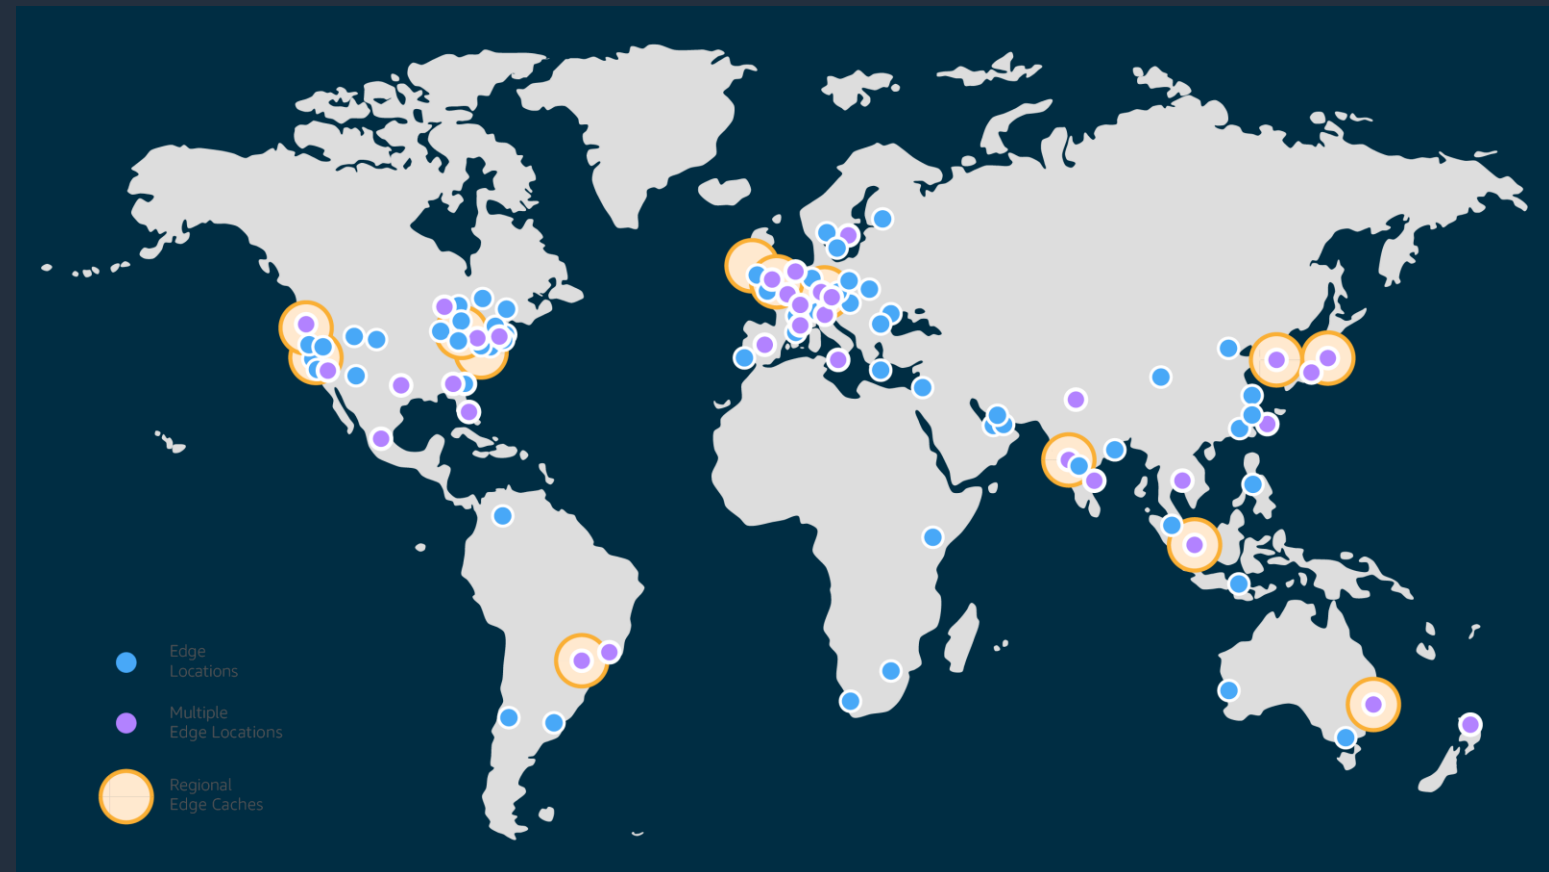 Edge
Locations
Multiple
Edge Locations
Regional
Edge Caches